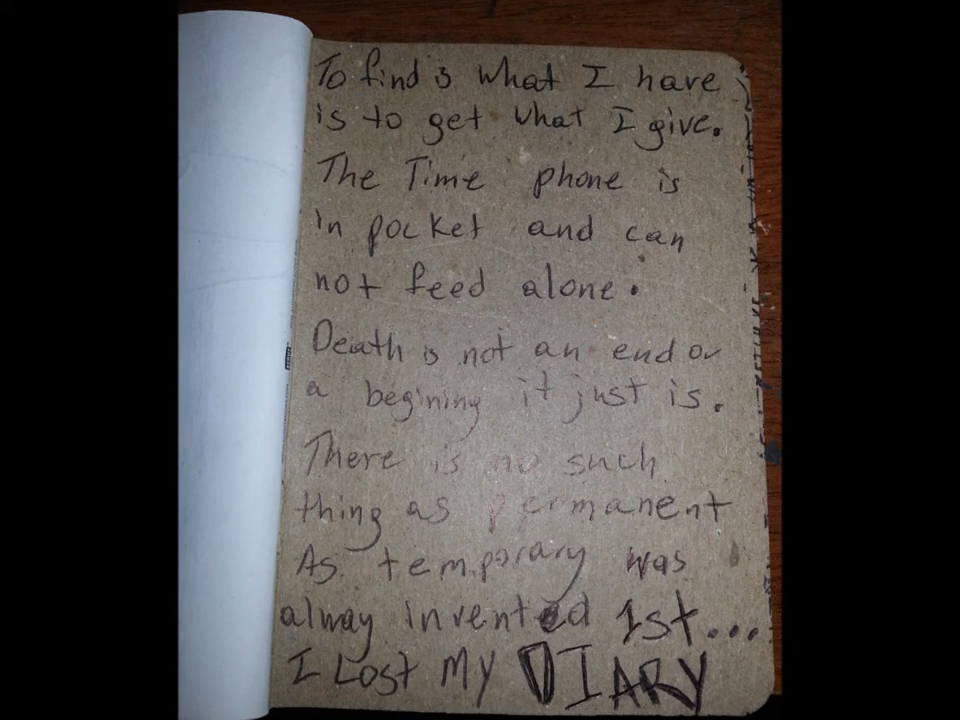 To find is what I have
is to get what I give.
The Time phone is
in pocket and can
not feed alone.
Death is not an end or
a begining it just is.
There is no such
thing as permanent
As temporary was
alway invented 1st...
I Lost My DIARY